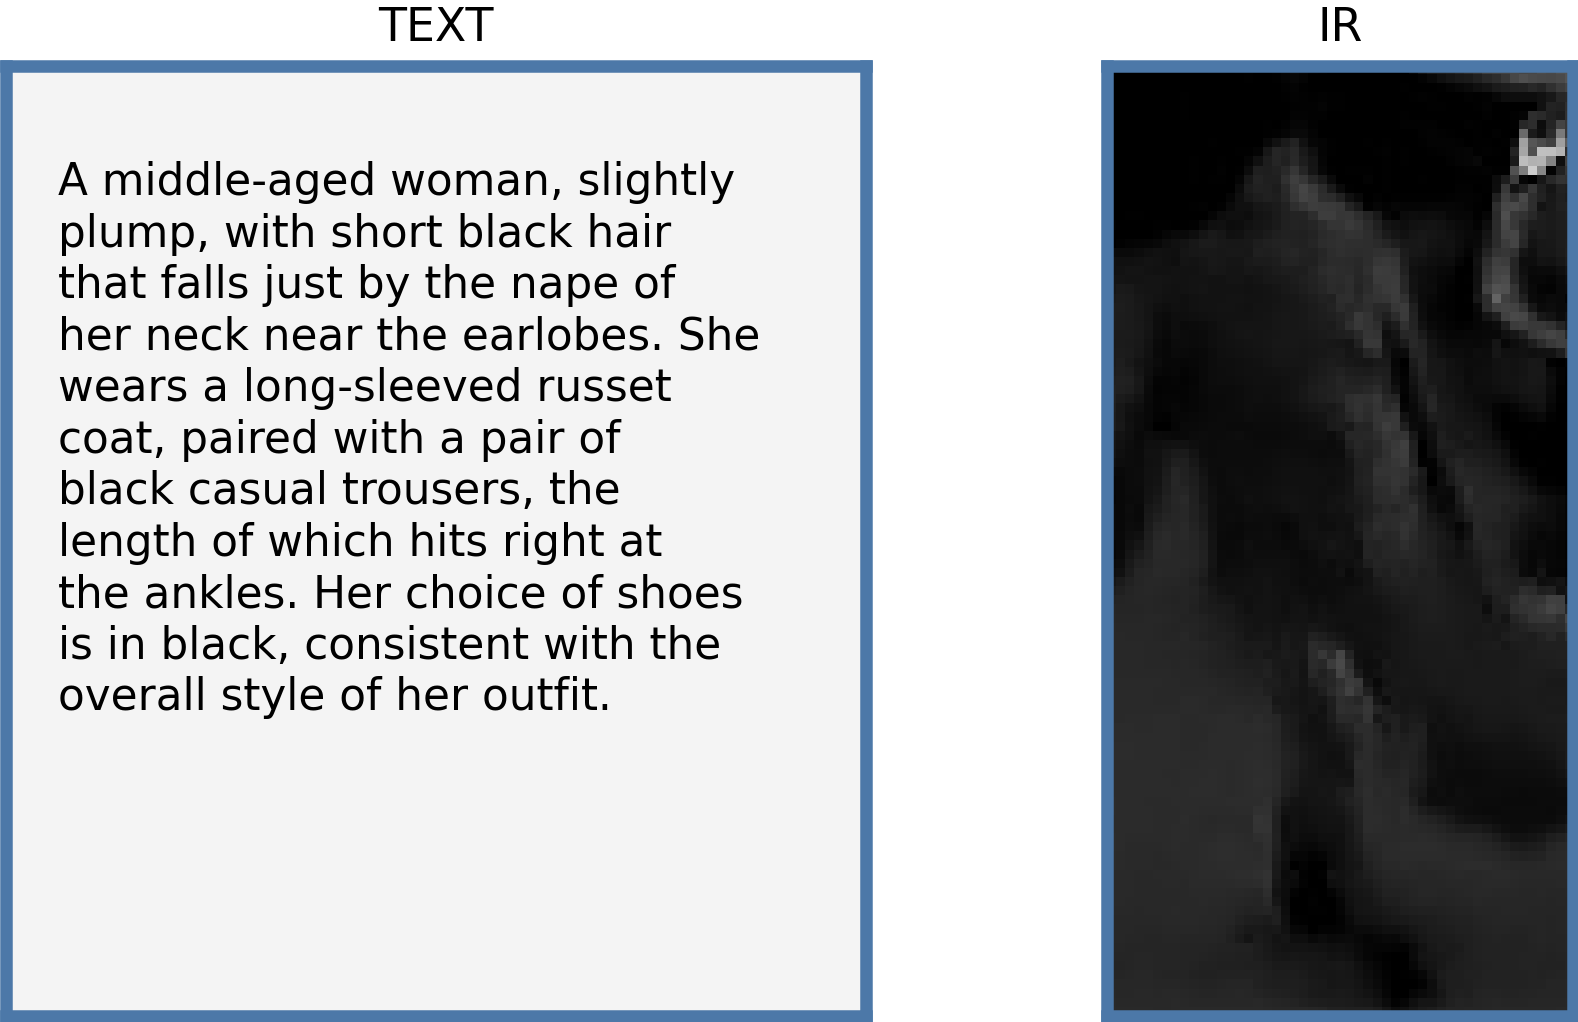 TEXT
IR
A middle-aged woman, slightly
plump, with short black hair
that falls just by the nape of
her neck near the earlobes. She
wears a long-sleeved russet
coat, paired with a pair of
black casual trousers, the
length of which hits right at
the ankles. Her choice of shoes
is in black, consistent with the
overall style of her outfit.